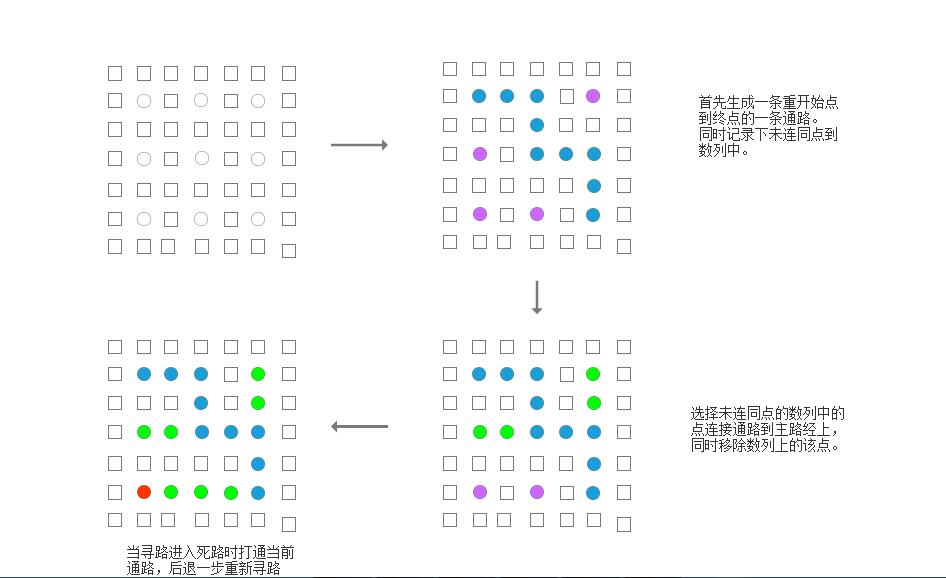 首先生成一条重开始点
到终点的一条通路。
同时记录下未连同点到
数列中。
选择未连同点的数列中的
点连接通路到主路经上，
同时移除数列上的该点。
当寻路进入死路时打通当前
通路，后退一步重新寻路